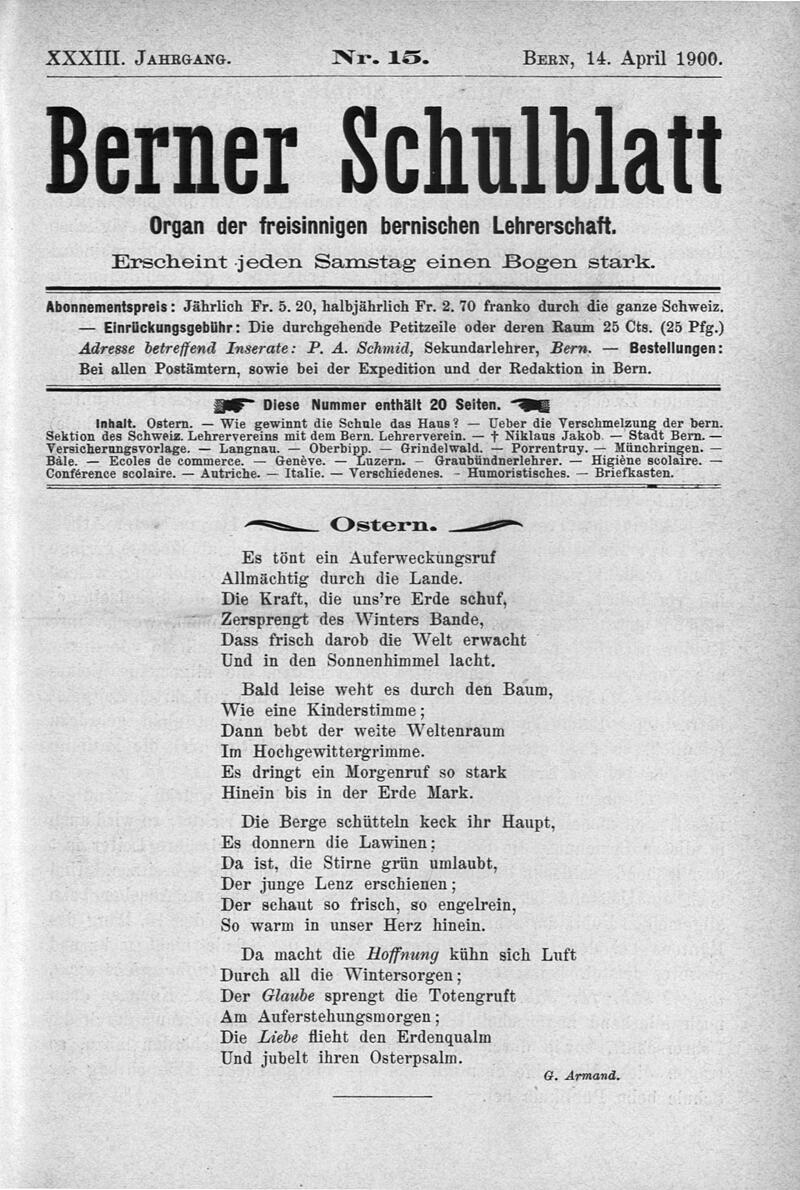 XXXIII. Jahrgang. Nr. 15. Bern, 14. April 1900.
Berner Schulblatt
Organ der freisinnigen bernischen Lehrerschaft.
Erscheint jeden Samstag einen Bogen stark.
Abonnementspreis: Jährlich Fr. 5. 20, halbjährlich Fr. 2. 70 franko durch die ganze Schweiz.
— Einrückungsgebühr: Die durchgehende Petitzeile oder deren Raum 25 Cts. (25 Pfg.)
Adresse betreffend Inserate: P. A. Schmid, Sekundarlehrer, Bern. — Bestellungen:
Bei allen Postämtern, sowie bei der Expedition und der Redaktion in Bern.
Diese Nummer enthält 20 Seiten.
Inhalt. Ostern. — Wie gewinnt die Schule das Haus? — Ueber die Verschmelzung der bern.
Sektion des Schweiz. Lehrervereins mit dem Bern. Lehrerverein. — † Niklaus Jakob. — Stadt Bern. —
Versicherungsvorlage. — Langnau. — Oberbipp. — Grindelwald. — Porrentruy. — Münchringen. —
Bâle. — Ecoles de commerce. — Genève. — Luzern. — Graubündnerlehrer. — Higiène scolaire. —
Conférence scolaire. — Autriche. — Italie. — Verschiedenes. - Humoristisches. — Briefkasten.
Ostern.
Es tönt ein Auferweckungsruf
Allmächtig durch die Lande.
Die Kraft, die uns're Erde schuf,
Zersprengt des Winters Bande,
Dass frisch darob die Welt erwacht
Und in den Sonnenhimmel lacht.
Bald leise weht es durch den Baum,
Wie eine Kinderstimme;
Dann bebt der weite Weltenraum
Im Hochgewittergrimme.
Es dringt ein Morgenruf so stark
Hinein bis in der Erde Mark.
Die Berge schütteln keck ihr Haupt,
Es donnern die Lawinen;
Da ist, die Stirne grün umlaubt,
Der junge Lenz erschienen;
Der schaut so frisch, so engelrein,
So warm in unser Herz hinein.
Da macht die Hoffnung kühn sich Luft
Durch all die Wintersorgen;
Der Glaube sprengt die Totengruft
Am Auferstehungsmorgen;
Die Liebe flieht den Erdenqualm
Und jubelt ihren Osterpsalm.
G. Armand.